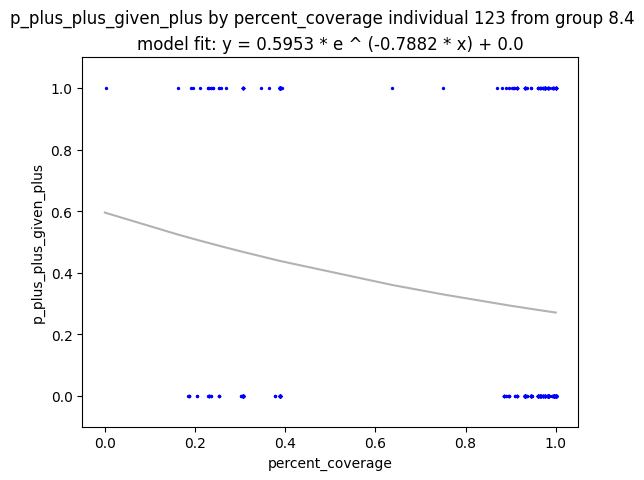 p_plus_plus_given_plus by percent_coverage individual 123 from group 8.4
model fit: y = 0.5953 * e ^ (-0.7882 * x) + 0.0
1.0
0.8
0.6
0.4
0.2
0.0
p_plus_plus_given_plus
0.0 0.2 0.4 0.6 0.8 1.0
percent_coverage